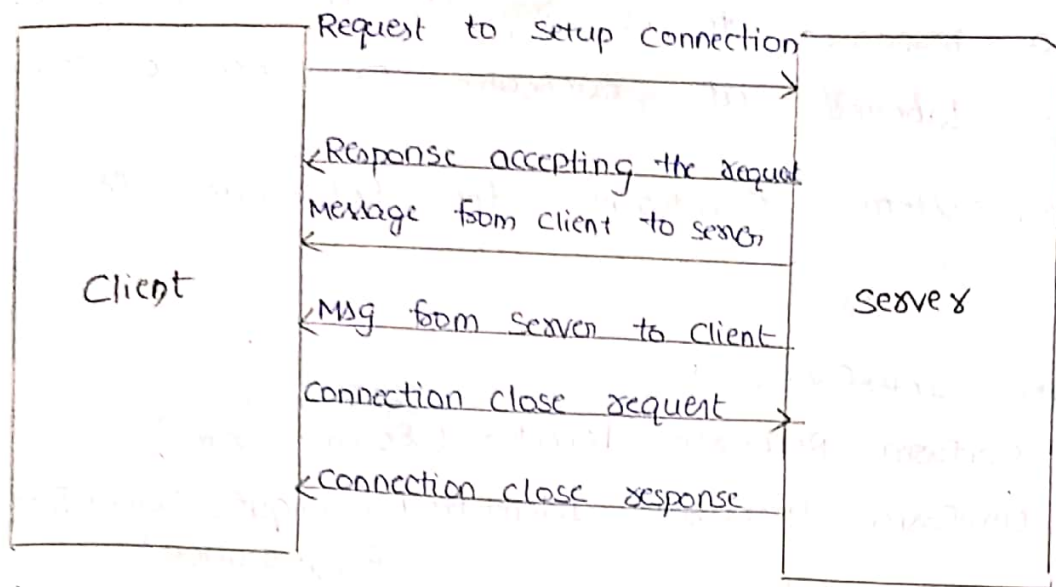 Request to setup connection
Response accepting the request
Message from client to server
Client
server
Msg from server to client
Connection close request
Connection close response